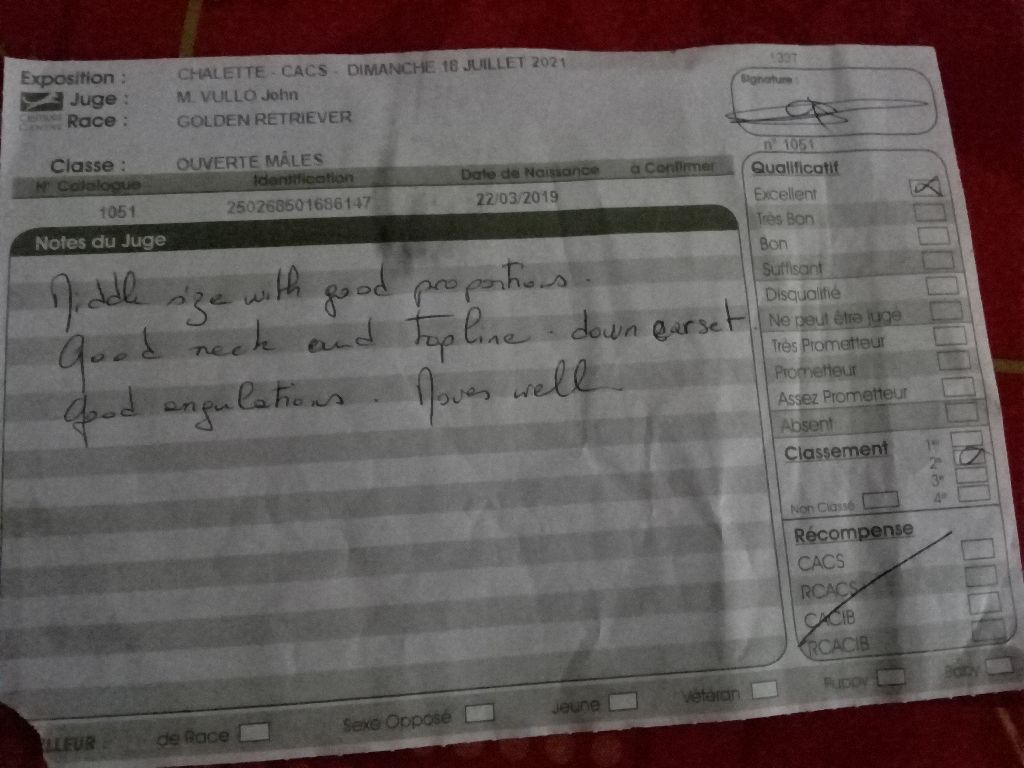 Exposition : CHALETTE - CACS - DIMANCHE 18 JUILLET 2021
Juge : M. VULLO John
Race : GOLDEN RETRIEVER
Classe : OUVERTE MÂLES
N° Catalogue Identification Date de Naissance à Confirmer
1051 250268501686147 22/03/2019
Notes du Juge
Middle size with good proportions.
Good neck and topline. down earset.
Good angulations. Moves well
1337
Signature :
n° 1051
Qualificatif
Excellent
Très Bon
Bon
Suffisant
Disqualifié
Ne peut être jugé
Très Prometteur
Prometteur
Assez Prometteur
Absent
Classement
1er
2e
3e
4e
Non Classé
Récompense
CACS
RCACS
CACIB
RCACIB
LLEUR : de Race Sexe Opposé Jeune Vétéran Puppy Baby